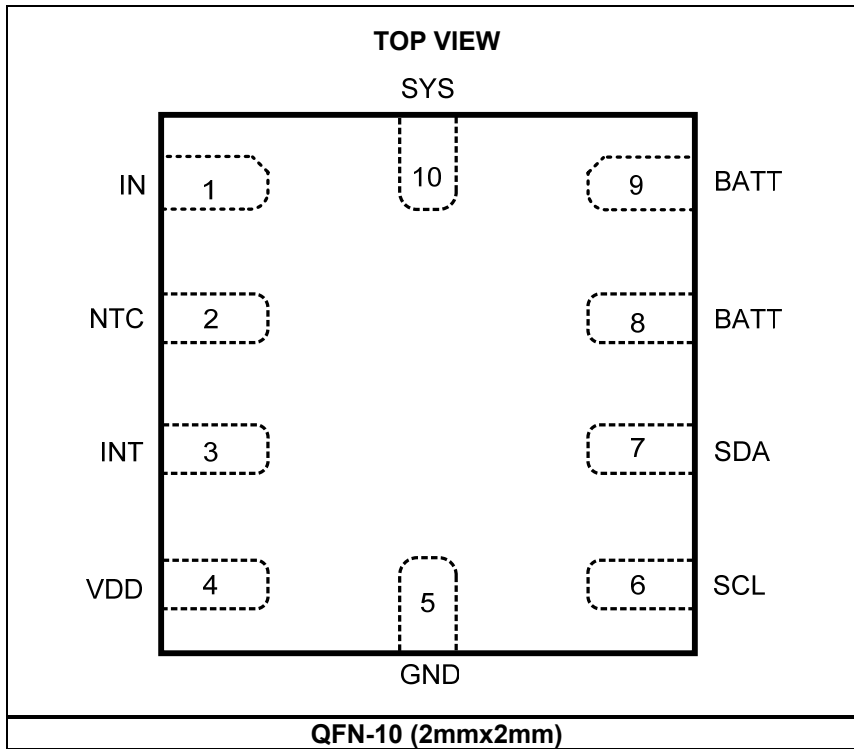 TOP VIEW
SYS
IN 1 10 9 BATT
NTC 2 8 BATT
INT 3 7 SDA
VDD 4 5 6 SCL
GND
QFN-10 (2mmx2mm)